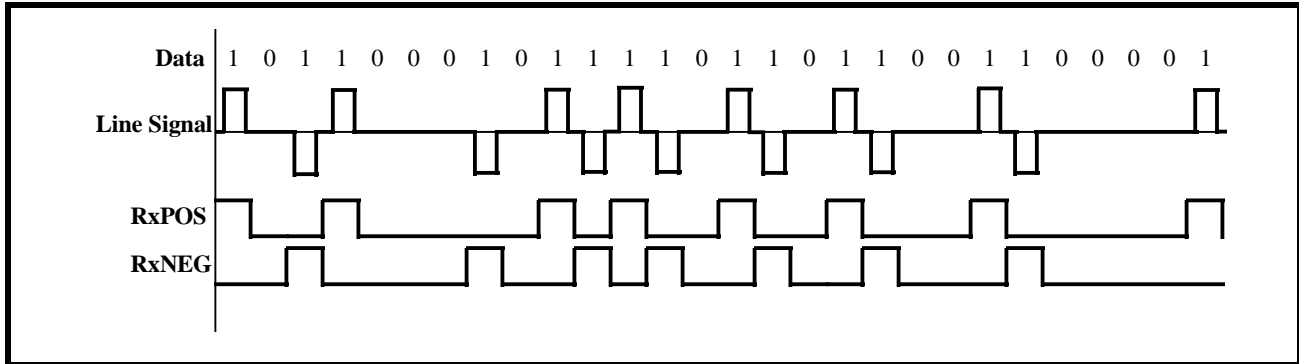 Data 1 0 1 1 0 0 0 1 0 1 1 1 1 0 1 1 0 1 1 0 0 1 1 0 0 0 0 1
Line Signal
RxPOS
RxNEG